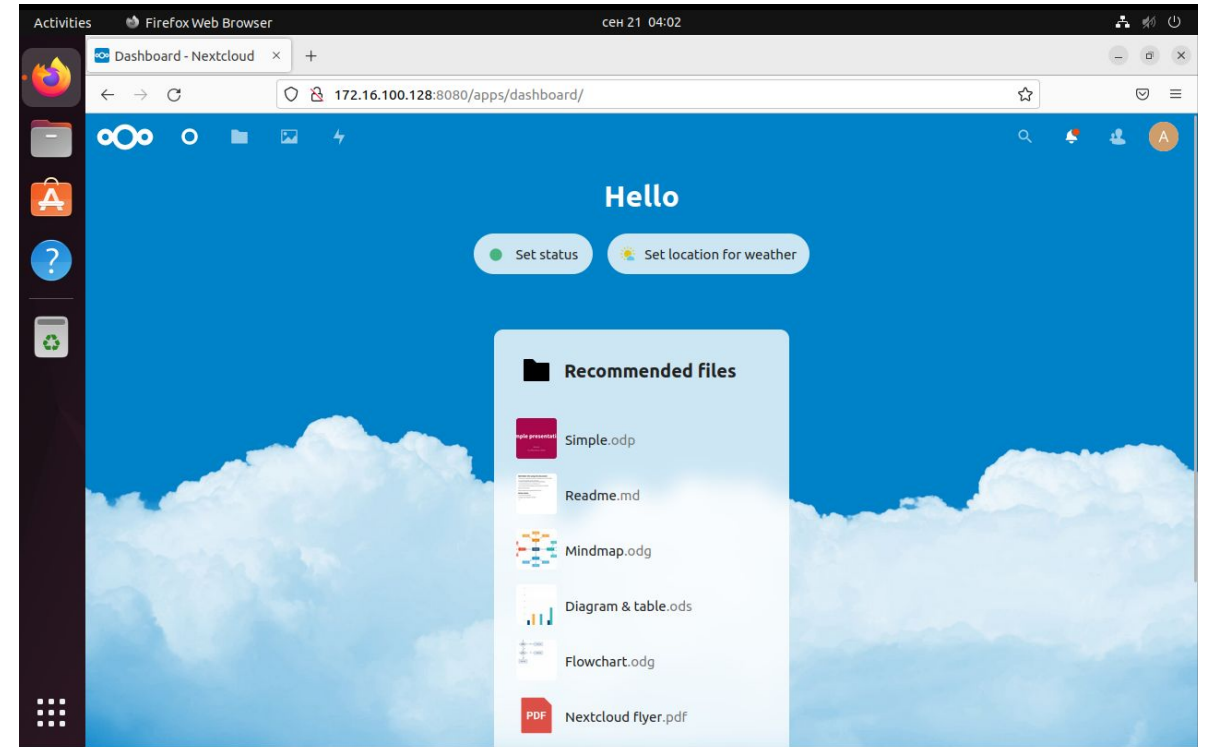 Activities Firefox Web Browser сен 21 04:02
Dashboard - Nextcloud
172.16.100.128:8080/apps/dashboard/
A
Hello
Set status Set location for weather
Recommended files
Simple.odp
Readme.md
Mindmap.odg
Diagram & table.ods
Flowchart.odg
PDF Nextcloud flyer.pdf